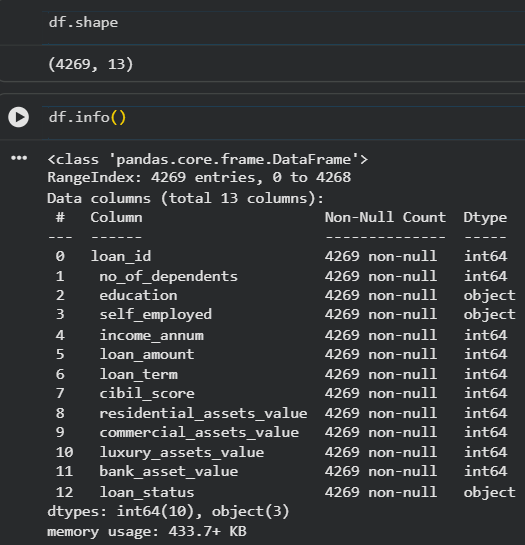 df.shape
(4269, 13)
df.info()
<class 'pandas.core.frame.DataFrame'>
RangeIndex: 4269 entries, 0 to 4268
Data columns (total 13 columns):
 #   Column                    Non-Null Count  Dtype
---  ------                    --------------  -----
 0   loan_id                   4269 non-null   int64
 1    no_of_dependents         4269 non-null   int64
 2    education                4269 non-null   object
 3    self_employed            4269 non-null   object
 4    income_annum             4269 non-null   int64
 5    loan_amount              4269 non-null   int64
 6    loan_term                4269 non-null   int64
 7    cibil_score              4269 non-null   int64
 8    residential_assets_value  4269 non-null   int64
 9    commercial_assets_value  4269 non-null   int64
 10   luxury_assets_value      4269 non-null   int64
 11   bank_asset_value         4269 non-null   int64
 12   loan_status              4269 non-null   object
dtypes: int64(10), object(3)
memory usage: 433.7+ KB